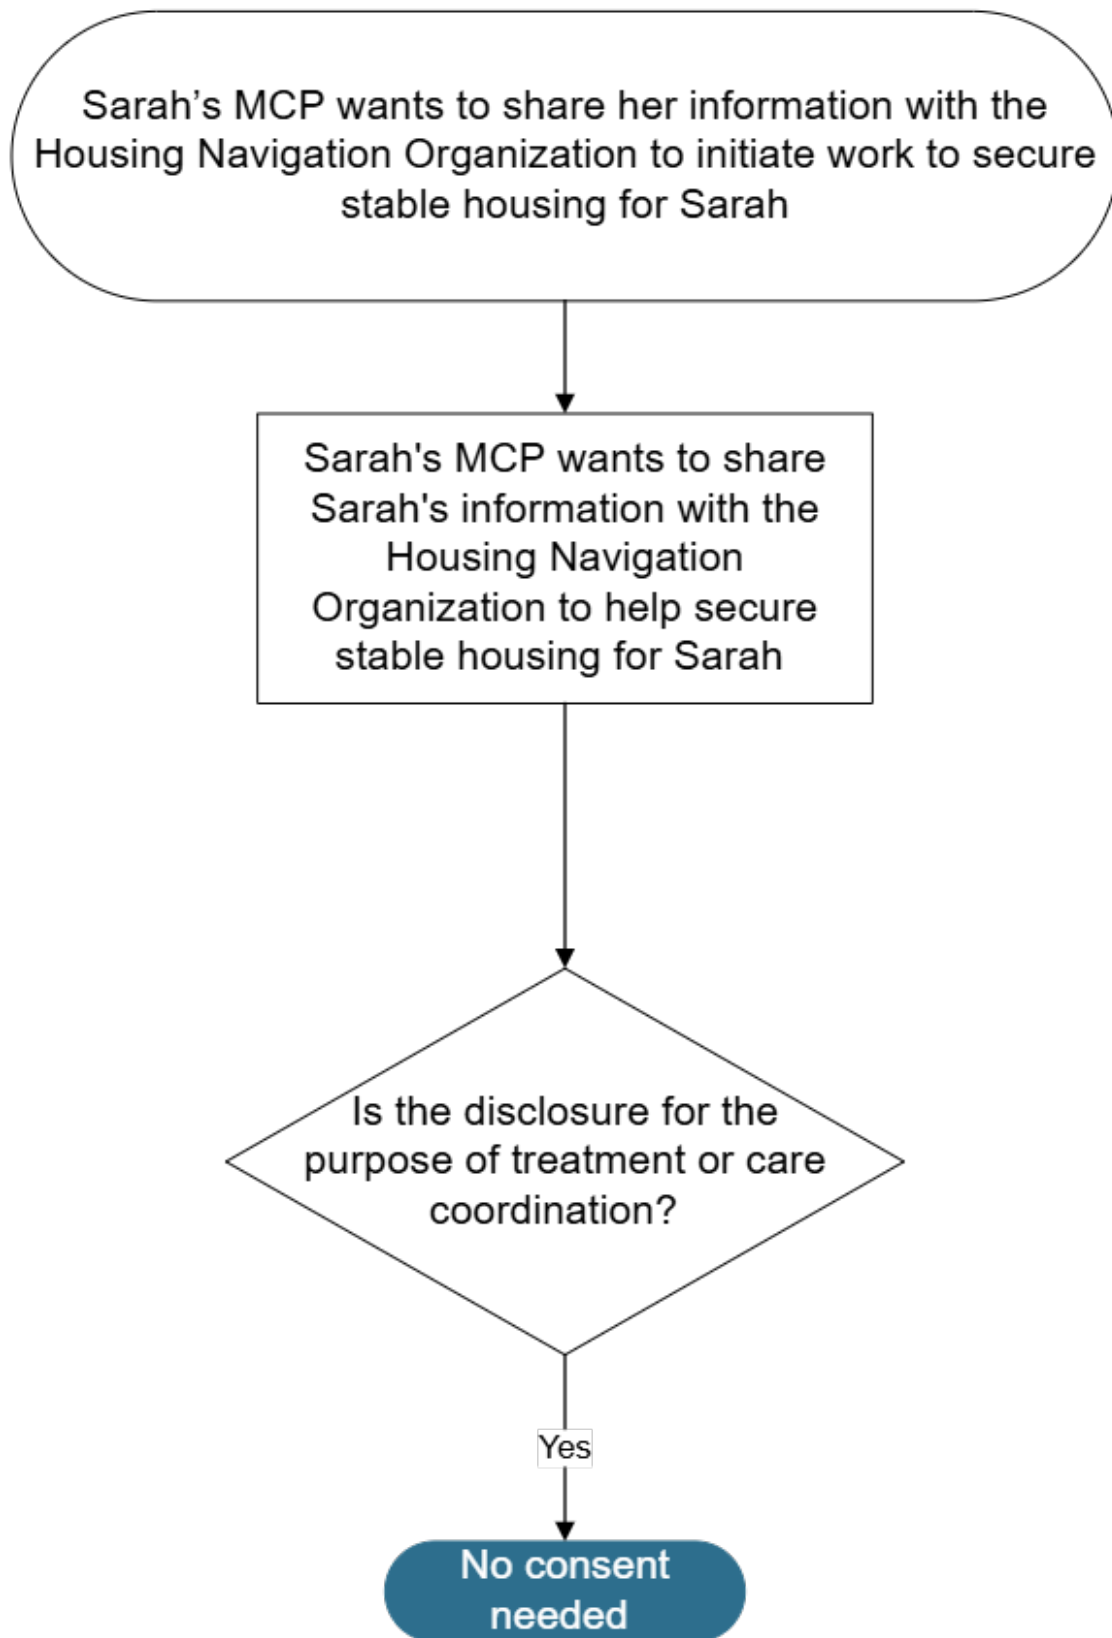 Sarah’s MCP wants to share her information with the
Housing Navigation Organization to initiate work to secure
stable housing for Sarah
Sarah's MCP wants to share
Sarah's information with the
Housing Navigation
Organization to help secure
stable housing for Sarah
Is the disclosure for the
purpose of treatment or care
coordination?
Yes
No consent
needed